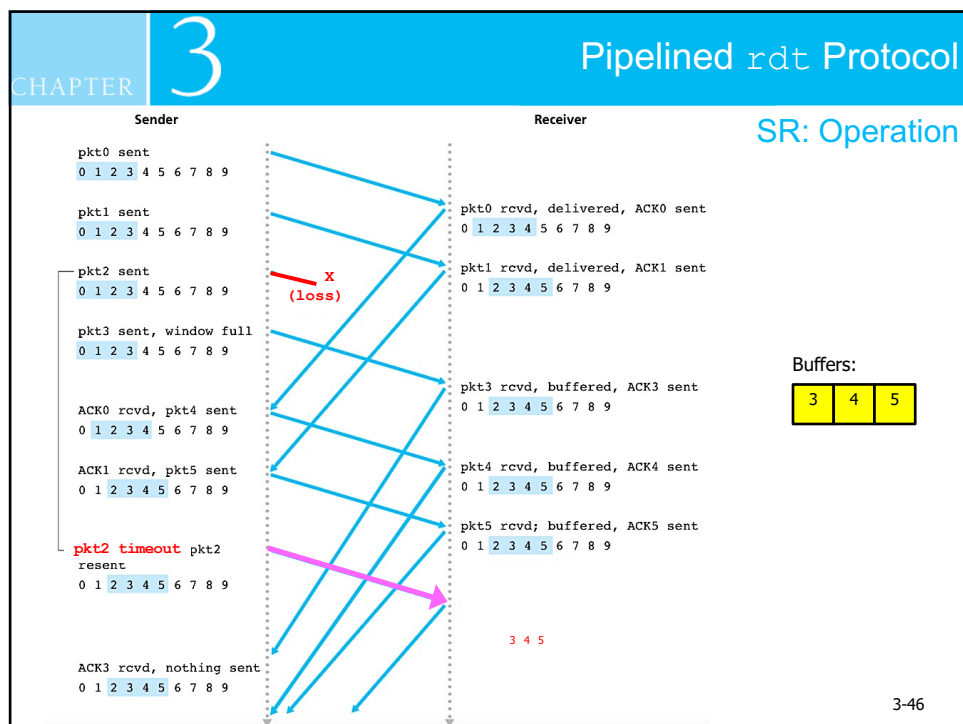 CHAPTER 3
Pipelined rdt Protocol
SR: Operation
Sender
Receiver
pkt0 sent
0 1 2 3 4 5 6 7 8 9
pkt0 rcvd, delivered, ACK0 sent
0 1 2 3 4 5 6 7 8 9
pkt1 sent
0 1 2 3 4 5 6 7 8 9
pkt1 rcvd, delivered, ACK1 sent
0 1 2 3 4 5 6 7 8 9
pkt2 sent
0 1 2 3 4 5 6 7 8 9
X
(loss)
pkt3 sent, window full
0 1 2 3 4 5 6 7 8 9
pkt3 rcvd, buffered, ACK3 sent
0 1 2 3 4 5 6 7 8 9
Buffers:
3 4 5
ACK0 rcvd, pkt4 sent
0 1 2 3 4 5 6 7 8 9
pkt4 rcvd, buffered, ACK4 sent
0 1 2 3 4 5 6 7 8 9
ACK1 rcvd, pkt5 sent
0 1 2 3 4 5 6 7 8 9
pkt5 rcvd; buffered, ACK5 sent
0 1 2 3 4 5 6 7 8 9
pkt2 timeout pkt2
resent
0 1 2 3 4 5 6 7 8 9
3 4 5
ACK3 rcvd, nothing sent
0 1 2 3 4 5 6 7 8 9
3-46